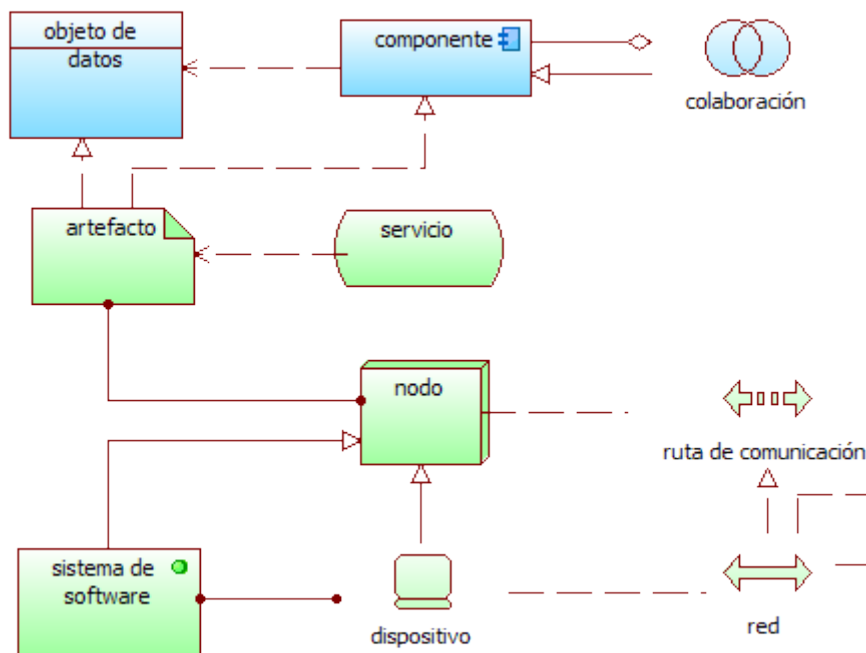 objeto de
datos
componente
colaboración
artefacto
servicio
nodo
ruta de comunicación
sistema de
software
dispositivo
red